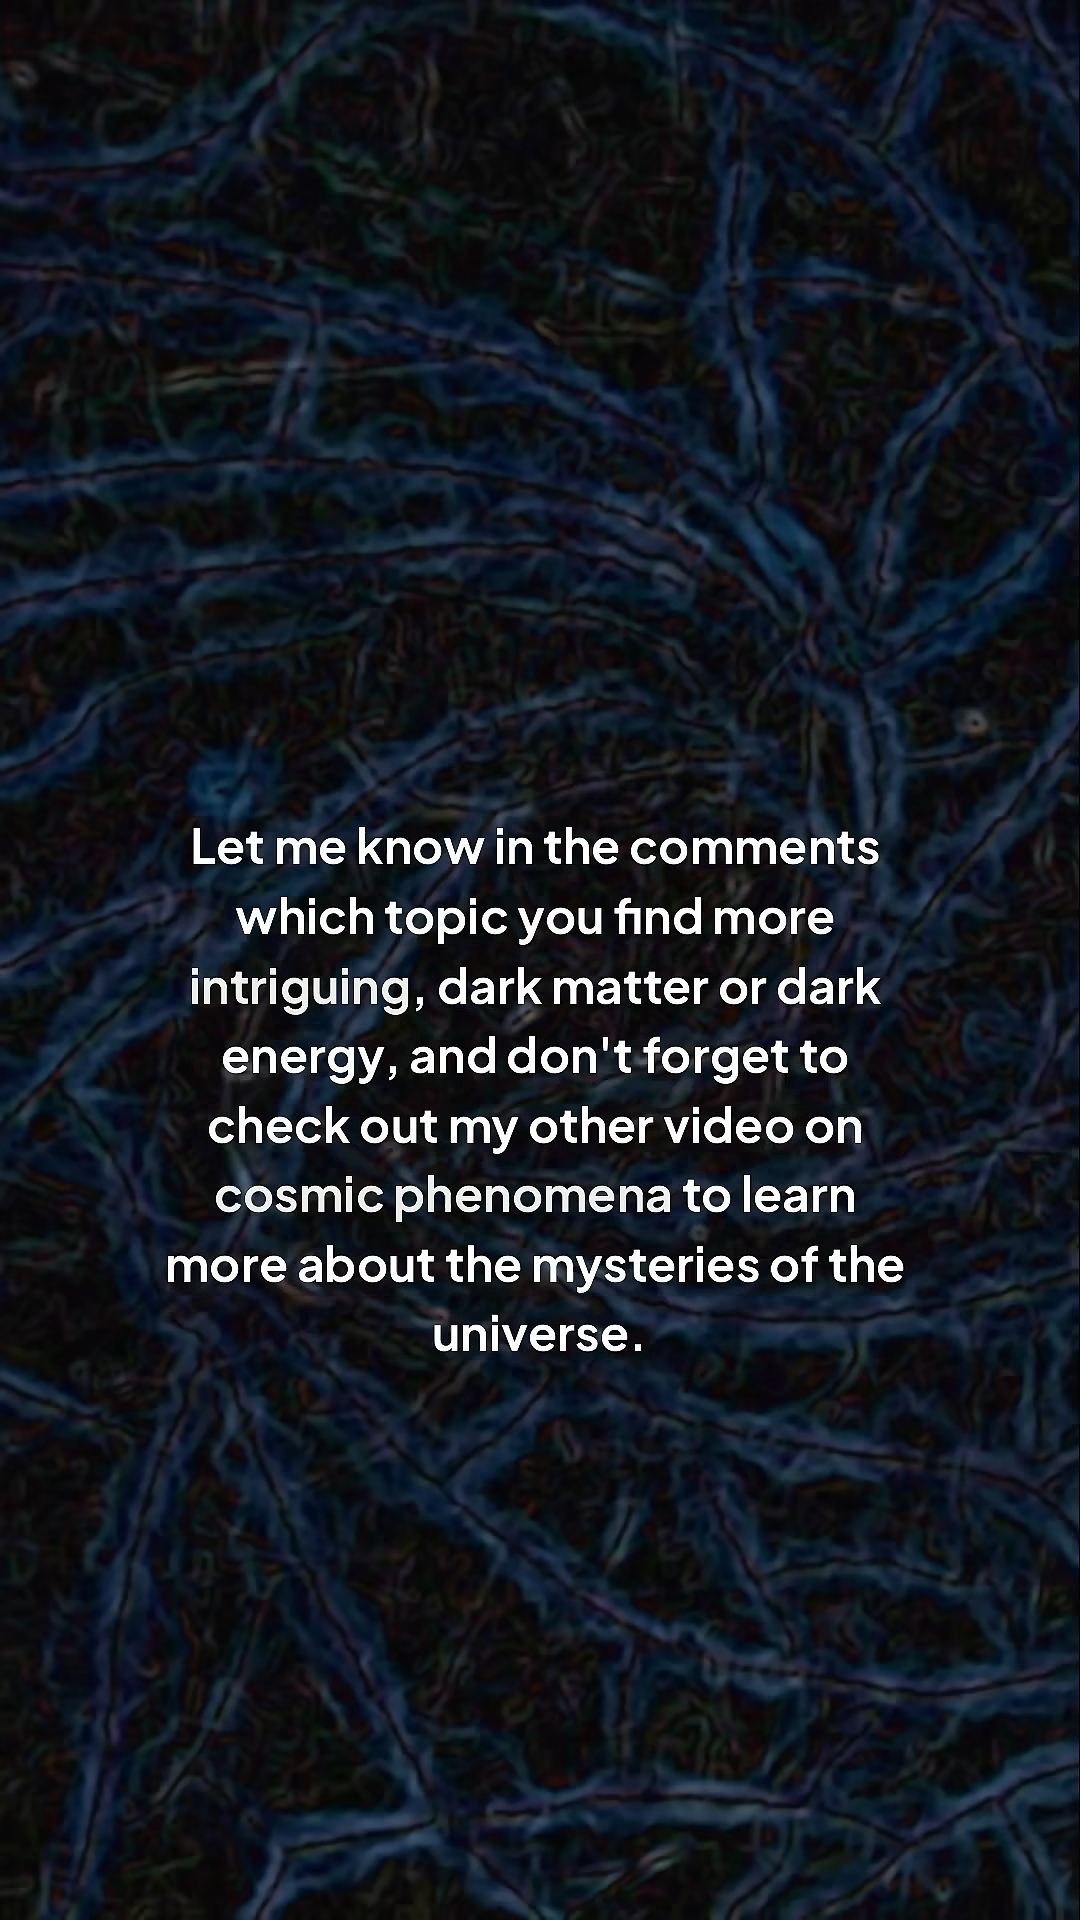 Let me know in the comments
which topic you find more
intriguing, dark matter or dark
energy, and don't forget to
check out my other video on
cosmic phenomena to learn
more about the mysteries of the
universe.